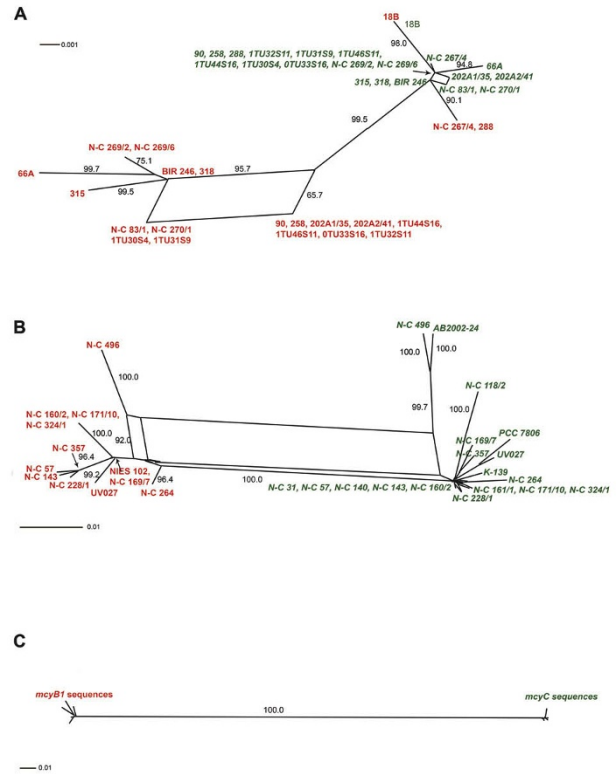 A
18B 18B
0.001
90, 258, 288, 1TU32S11, 1TU31S9, 1TU46S11,
1TU44S16, 1TU30S4, 0TU33S16, N-C 269/2, N-C 269/6
98.0
N-C 267/4
94.8
66A
202A1/35, 202A2/41
315, 318, BIR 246
N-C 83/1, N-C 270/1
90.1
N-C 267/4, 288
99.5
N-C 269/2, N-C 269/6
75.1
66A
99.7
BIR 246, 318
95.7
315
99.5
65.7
N-C 83/1, N-C 270/1
1TU30S4, 1TU31S9
90, 258, 202A1/35, 202A2/41, 1TU44S16,
1TU46S11, 0TU33S16, 1TU32S11
B
N-C 496
AB2002-24
N-C 496
100.0
100.0
100.0
99.7
N-C 118/2
100.0
N-C 160/2, N-C 171/10,
N-C 324/1
100.0
92.0
N-C 169/7
PCC 7806
N-C 357
96.4
N-C 357
UV027
N-C 57
N-C 143
99.2
N-C 228/1
UV027
NIES 102,
N-C 169/7
96.4
N-C 264
100.0
K-139
N-C 264
N-C 31, N-C 57, N-C 140, N-C 143, N-C 160/2
N-C 161/1, N-C 171/10, N-C 324/1
N-C 228/1
0.01
C
mcyB1 sequences
100.0
mcyC sequences
0.01